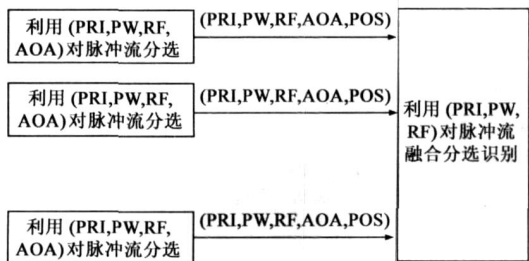 利用(PRI,PW,RF,
AOA)对脉冲流分选
(PRI,PW,RF,AOA,POS)
利用(PRI,PW,RF,
AOA)对脉冲流分选
(PRI,PW,RF,AOA,POS)
利用(PRI,PW,RF,
AOA)对脉冲流分选
(PRI,PW,RF,AOA,POS)
利用(PRI,PW,
RF)对脉冲流
融合分选识别